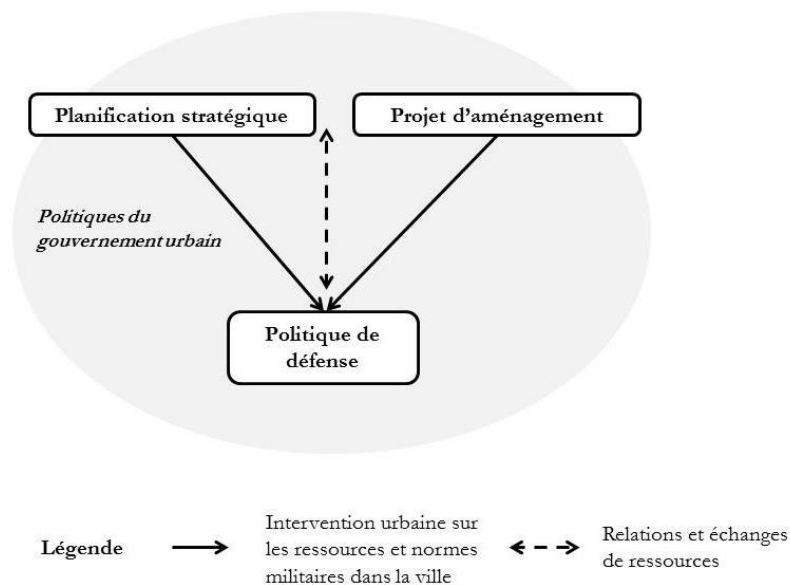 Planification stratégique
Projet d’aménagement
Politiques du
gouvernement urbain
Politique de
défense
Légende
Intervention urbaine sur
les ressources et normes
militaires dans la ville
Relations et échanges
de ressources